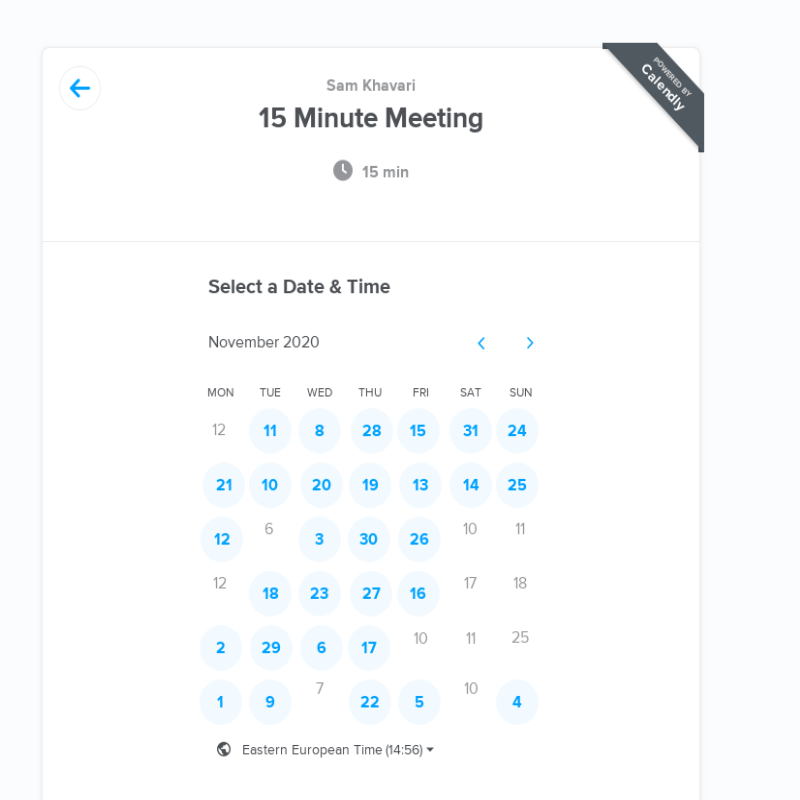 POWERED BY
Calendly
Sam Khavari
15 Minute Meeting
15 min
Select a Date & Time
November 2020
MON TUE WED THU FRI SAT SUN
12 11 8 28 15 31 24
21 10 20 19 13 14 25
12 6 3 30 26 10 11
12 18 23 27 16 17 18
2 29 6 17 10 11 25
1 9 7 22 5 10 4
Eastern European Time (14:56)